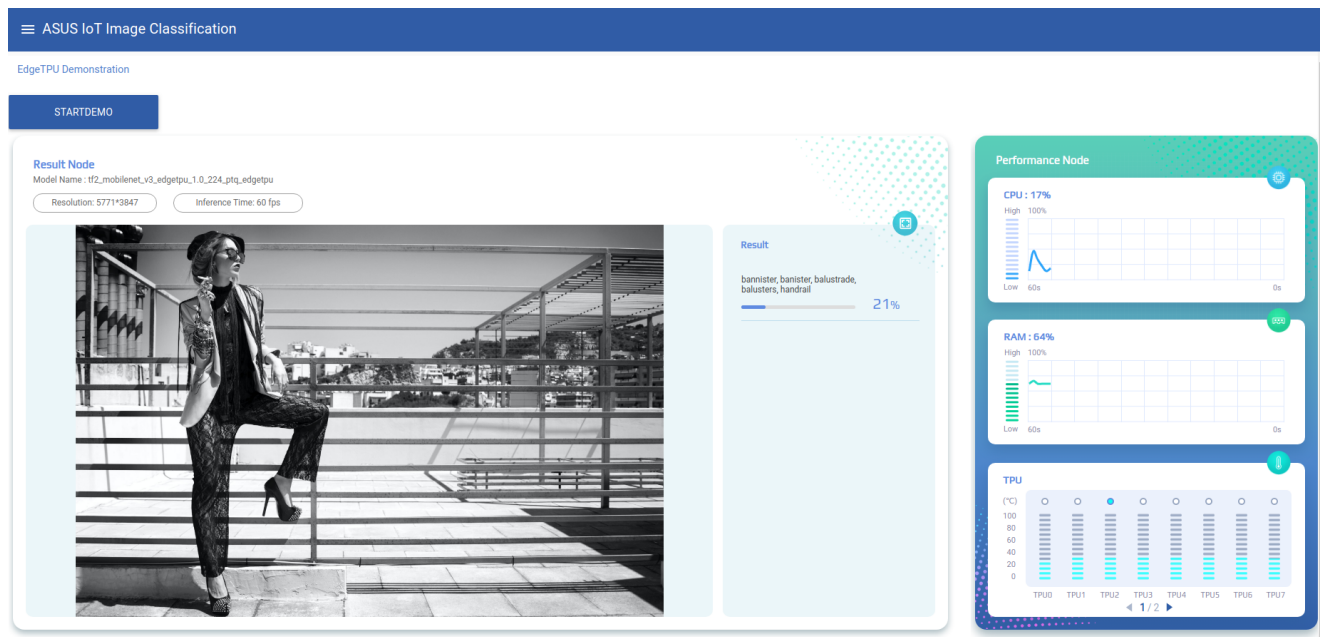 ASUS IoT Image Classification
EdgeTPU Demonstration
STARTDEMO
Result Node
Model Name : tf2_mobilenet_v3_edgetpu_1.0_224_ptq_edgetpu
Resolution: 5771*3847
Inference Time: 60 fps
Result
bannister, banister, balustrade,
balusters, handrail
21%
Performance Node
CPU : 17%
High 100%
Low 60s 0s
RAM : 64%
High 100%
Low 60s 0s
TPU
(°C)
100
80
60
40
20
0
TPU0 TPU1 TPU2 TPU3 TPU4 TPU5 TPU6 TPU7
1 / 2